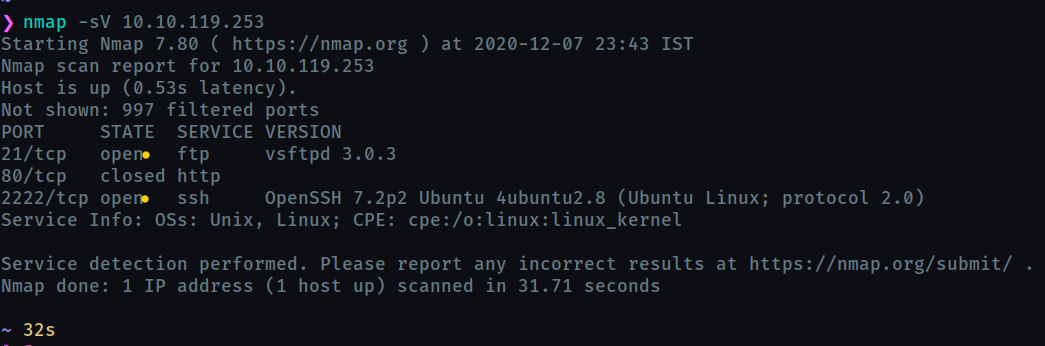 ❯ nmap -sV 10.10.119.253
Starting Nmap 7.80 ( https://nmap.org ) at 2020-12-07 23:43 IST
Nmap scan report for 10.10.119.253
Host is up (0.53s latency).
Not shown: 997 filtered ports
PORT     STATE  SERVICE VERSION
21/tcp   open   ftp     vsftpd 3.0.3
80/tcp   closed http
2222/tcp open   ssh     OpenSSH 7.2p2 Ubuntu 4ubuntu2.8 (Ubuntu Linux; protocol 2.0)
Service Info: OSs: Unix, Linux; CPE: cpe:/o:linux:linux_kernel
Service detection performed. Please report any incorrect results at https://nmap.org/submit/ .
Nmap done: 1 IP address (1 host up) scanned in 31.71 seconds
~ 32s